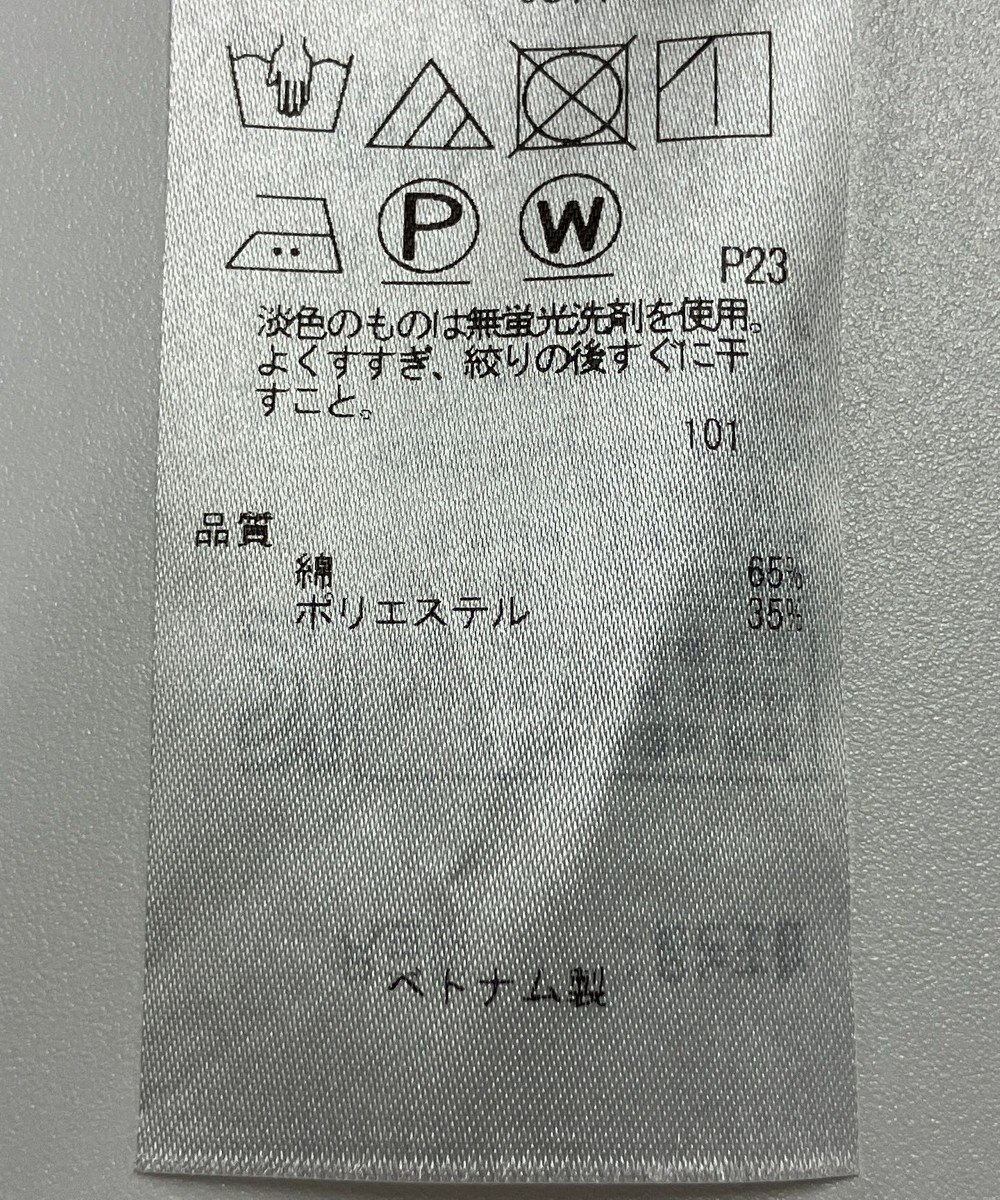 P
W
P23
淡色のものは無蛍光洗剤を使用。
よくすすぎ、絞りの後すぐに干
すこと。
101
品質
綿 65%
ポリエステル 35%
ベトナム製